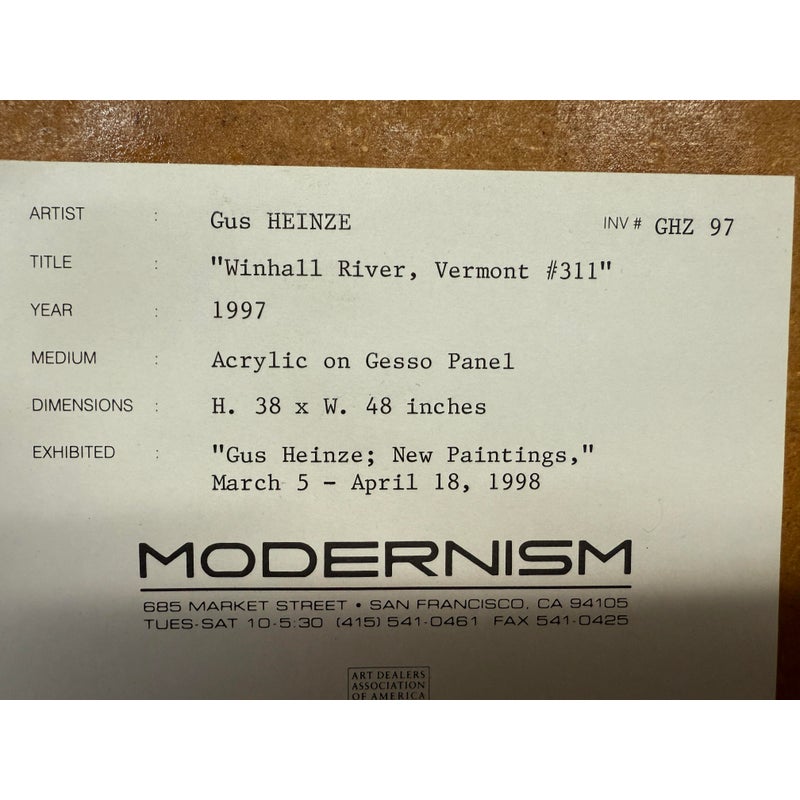 ARTIST : Gus HEINZE INV # GHZ 97
TITLE : "Winhall River, Vermont #311"
YEAR : 1997
MEDIUM : Acrylic on Gesso Panel
DIMENSIONS : H. 38 x W. 48 inches
EXHIBITED : "Gus Heinze; New Paintings,"
March 5 - April 18, 1998
MODERNISM
685 MARKET STREET • SAN FRANCISCO, CA 94105
TUES-SAT 10-5:30 (415) 541-0461 FAX 541-0425
ART DEALERS
ASSOCIATION
OF AMERICA